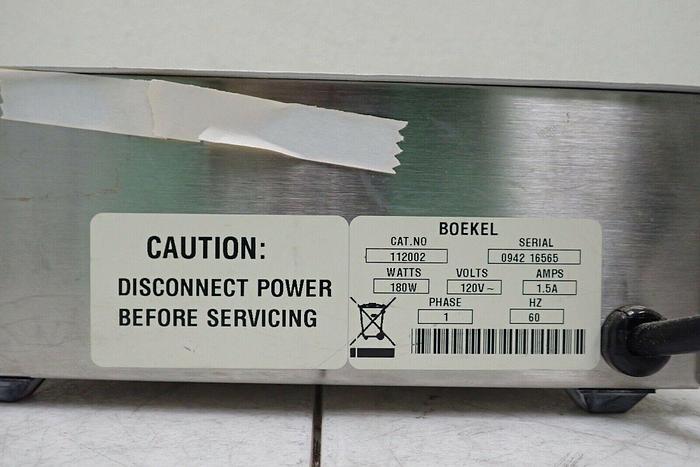 CAUTION:
DISCONNECT POWER
BEFORE SERVICING
BOEKEL
CAT.NO SERIAL
112002 0942 16565
WATTS VOLTS AMPS
180W 120V~ 1.5A
PHASE HZ
1 60